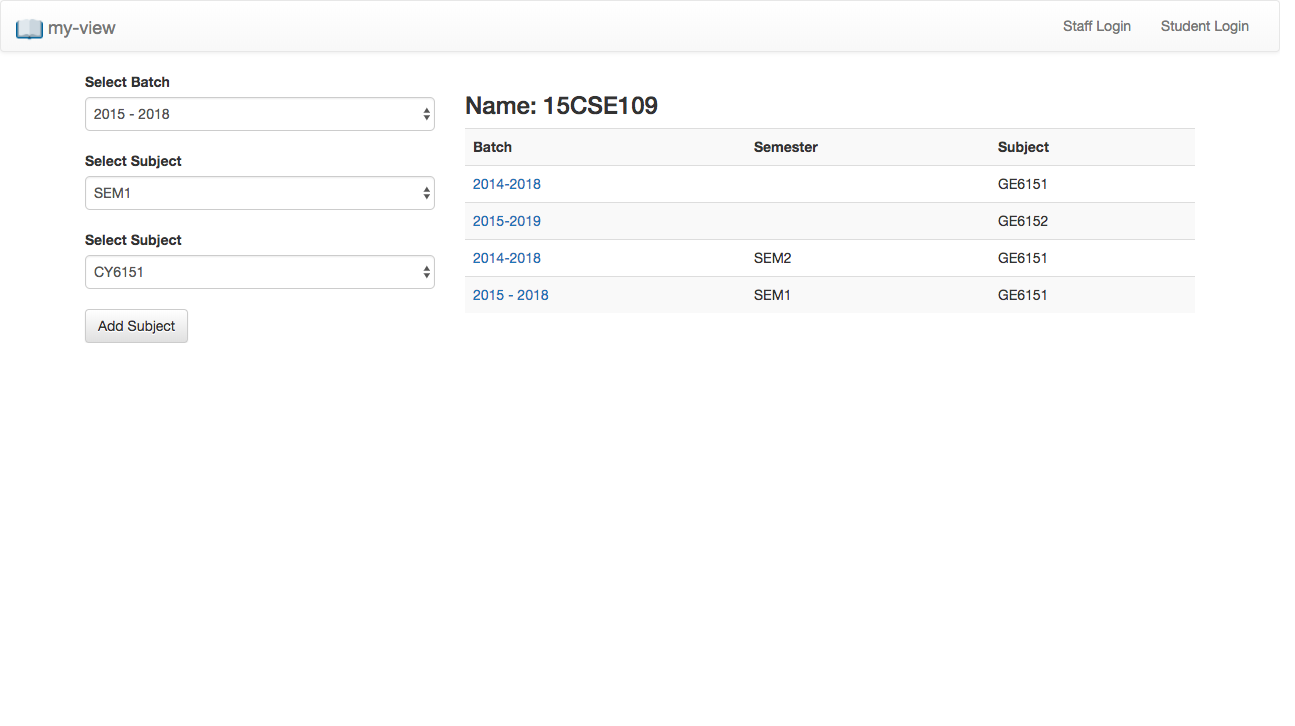 my-view
Staff Login Student Login
Select Batch
2015 - 2018
Select Subject
SEM1
Select Subject
CY6151
Add Subject
Name: 15CSE109
Batch Semester Subject
2014-2018 GE6151
2015-2019 GE6152
2014-2018 SEM2 GE6151
2015 - 2018 SEM1 GE6151